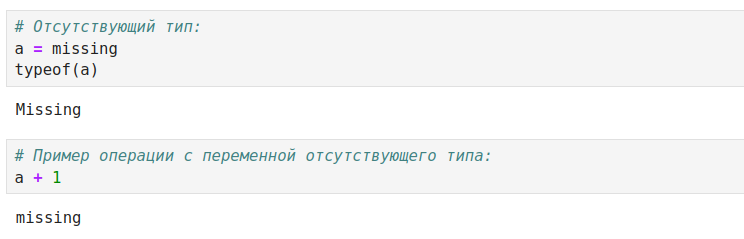 # Отсутствующий тип:
a = missing
typeof(a)
Missing
# Пример операции с переменной отсутствующего типа:
a + 1
missing